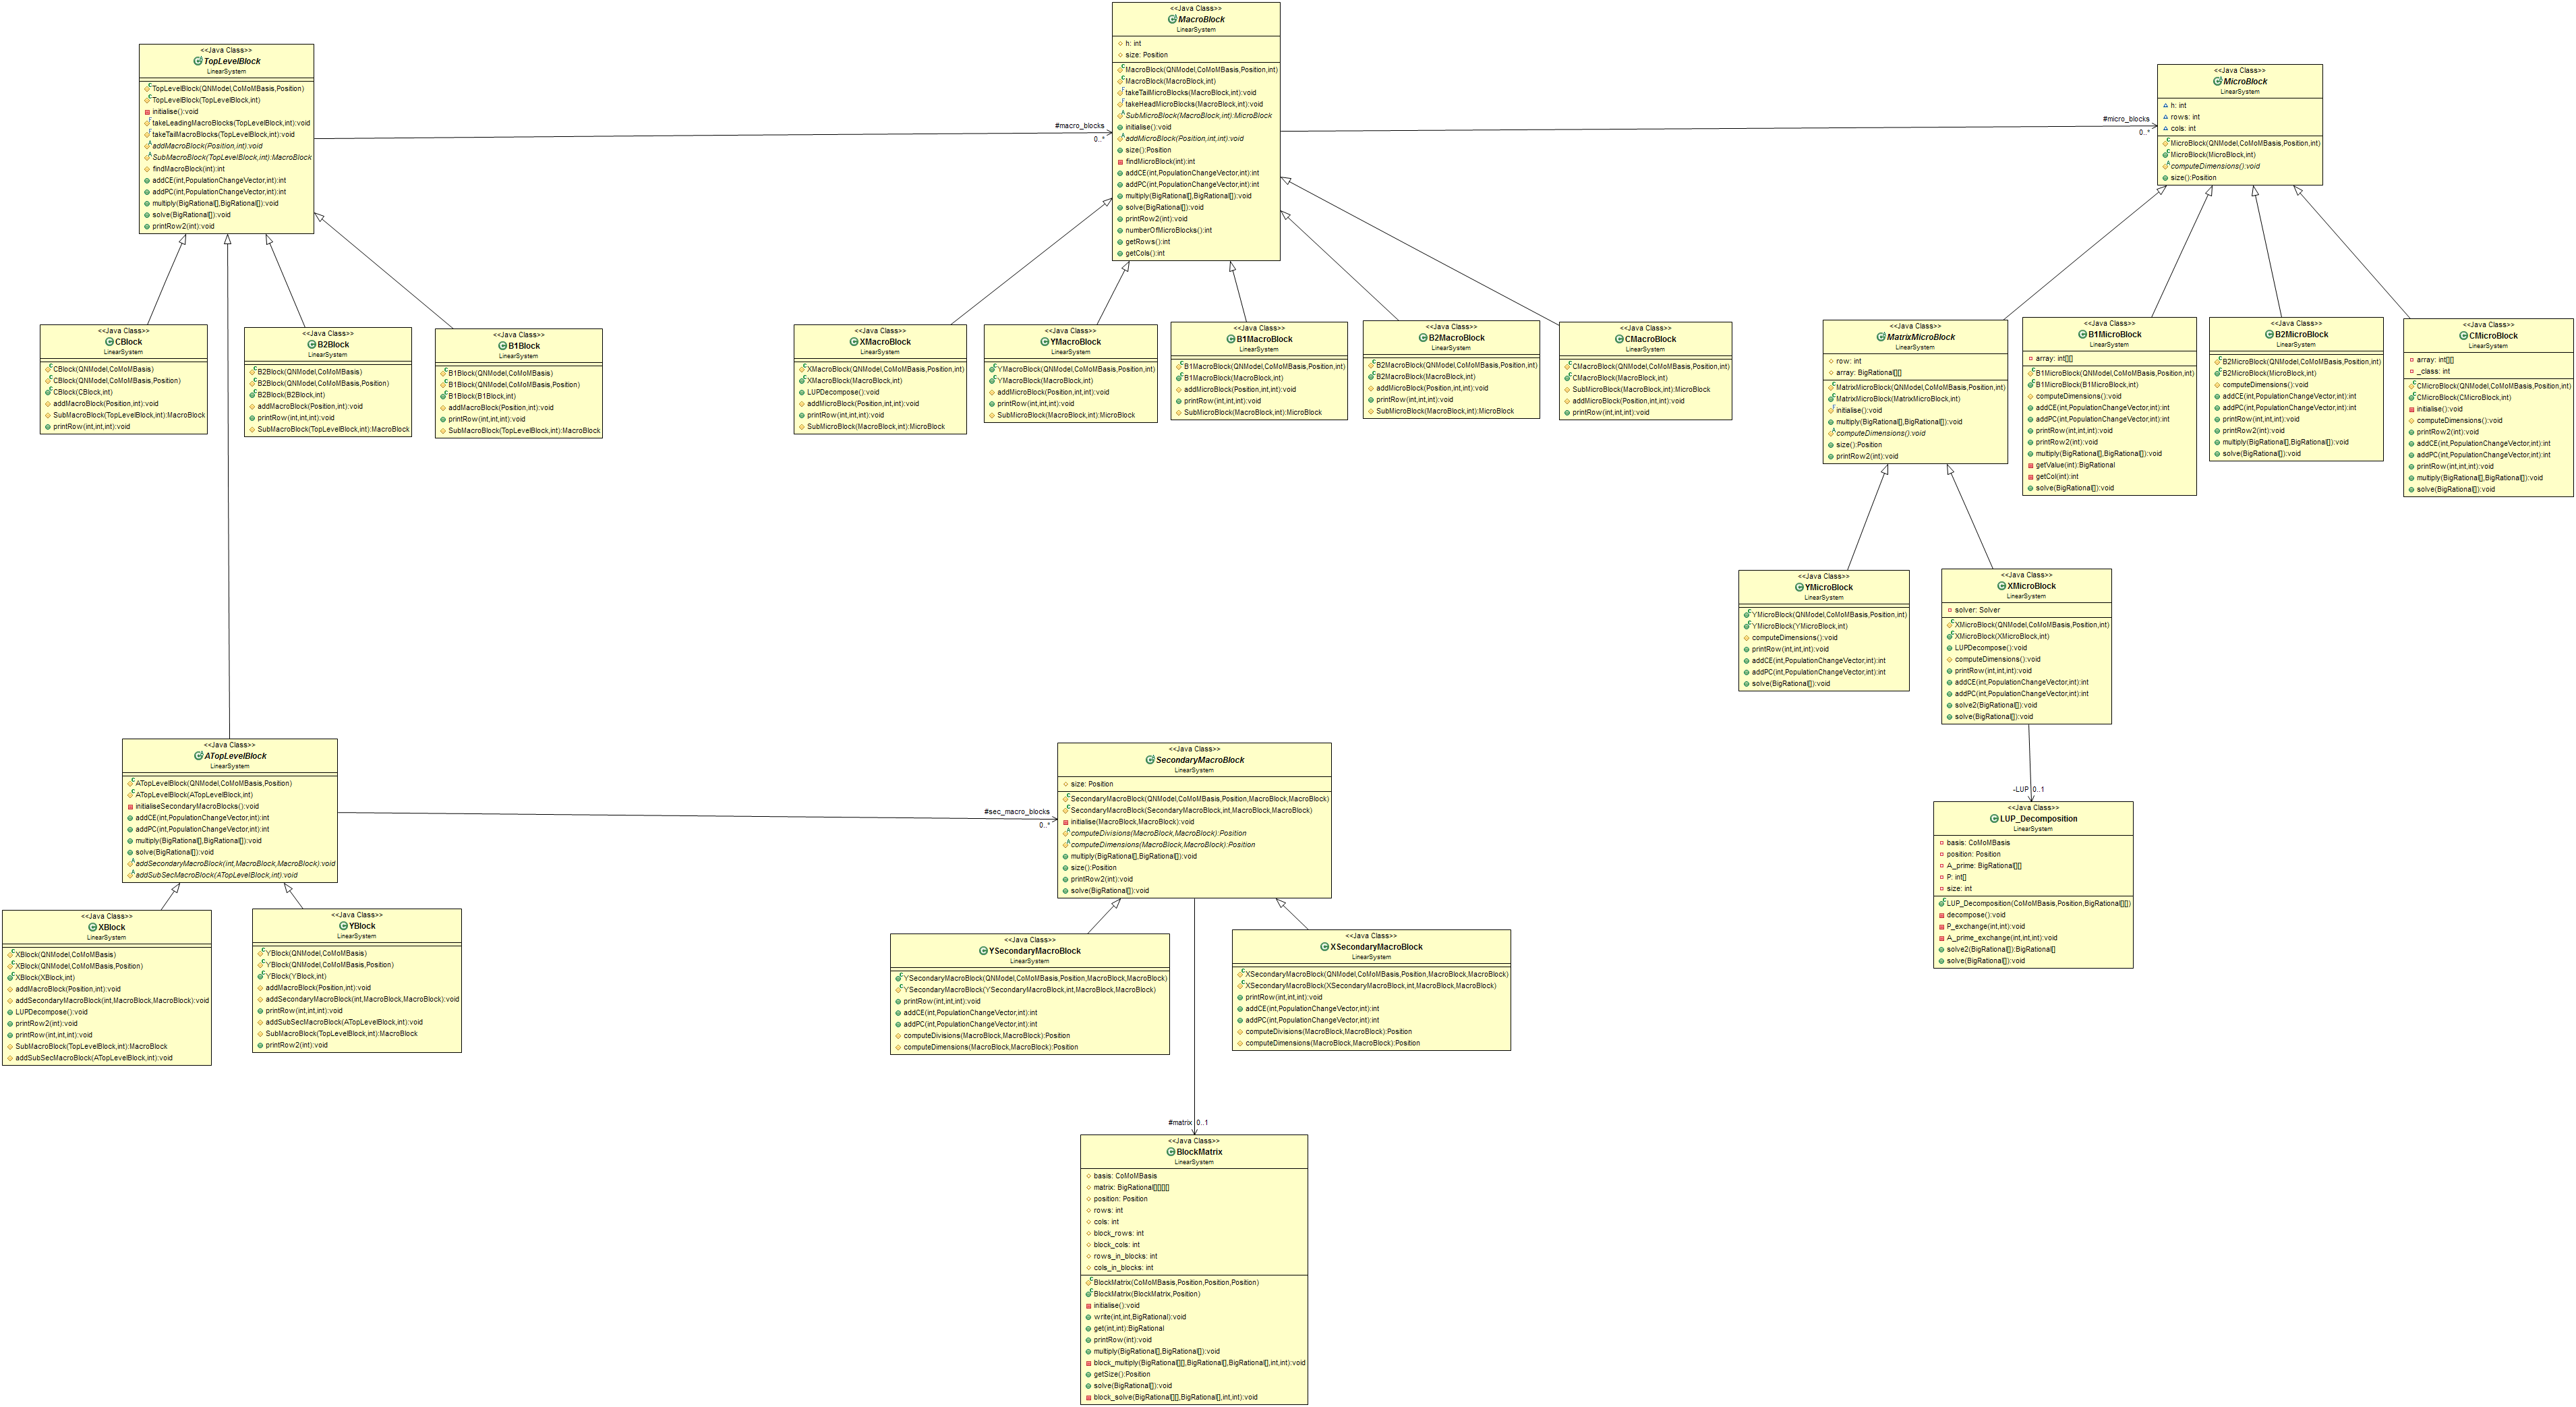 <<Java Class>>
MacroBlock
LinearSystem
h: int
size: Position
MacroBlock(QNModel,CoMoMBasis,Position,int)
MacroBlock(MacroBlock,int)
takeTailMicroBlocks(MacroBlock,int):void
takeHeadMicroBlocks(MacroBlock,int):void
SubMicroBlock(MacroBlock,int):MicroBlock
initialise():void
addMicroBlock(Position,int,int):void
size():Position
findMicroBlock(int):int
addCE(int,PopulationChangeVector,int):int
addPC(int,PopulationChangeVector,int):int
multiply(BigRational[],BigRational[]):void
solve(BigRational[]):void
printRow2(int):void
numberOfMicroBlocks():int
getRows():int
getCols():int
<<Java Class>>
TopLevelBlock
LinearSystem
TopLevelBlock(QNModel,CoMoMBasis,Position)
TopLevelBlock(TopLevelBlock,int)
initialise():void
takeLeadingMacroBlocks(TopLevelBlock,int):void
takeTailMacroBlocks(TopLevelBlock,int):void
addMacroBlock(Position,int):void
SubMacroBlock(TopLevelBlock,int):MacroBlock
findMacroBlock(int):int
addCE(int,PopulationChangeVector,int):int
addPC(int,PopulationChangeVector,int):int
multiply(BigRational[],BigRational[]):void
solve(BigRational[]):void
printRow2(int):void
#macro_blocks
0..*
#micro_blocks
0..*
<<Java Class>>
MicroBlock
LinearSystem
h: int
rows: int
cols: int
MicroBlock(QNModel,CoMoMBasis,Position,int)
MicroBlock(MicroBlock,int)
computeDimensions():void
size():Position
<<Java Class>>
CBlock
LinearSystem
CBlock(QNModel,CoMoMBasis)
CBlock(QNModel,CoMoMBasis,Position)
CBlock(CBlock,int)
addMacroBlock(Position,int):void
SubMacroBlock(TopLevelBlock,int):MacroBlock
printRow(int,int,int):void
<<Java Class>>
B2Block
LinearSystem
B2Block(QNModel,CoMoMBasis)
B2Block(QNModel,CoMoMBasis,Position)
B2Block(B2Block,int)
addMacroBlock(Position,int):void
printRow(int,int,int):void
SubMacroBlock(TopLevelBlock,int):MacroBlock
<<Java Class>>
B1Block
LinearSystem
B1Block(QNModel,CoMoMBasis)
B1Block(QNModel,CoMoMBasis,Position)
B1Block(B1Block,int)
addMacroBlock(Position,int):void
printRow(int,int,int):void
SubMacroBlock(TopLevelBlock,int):MacroBlock
<<Java Class>>
XMacroBlock
LinearSystem
XMacroBlock(QNModel,CoMoMBasis,Position,int)
XMacroBlock(MacroBlock,int)
LUPDecompose():void
addMicroBlock(Position,int,int):void
printRow(int,int,int):void
SubMicroBlock(MacroBlock,int):MicroBlock
<<Java Class>>
YMacroBlock
LinearSystem
YMacroBlock(QNModel,CoMoMBasis,Position,int)
YMacroBlock(MacroBlock,int)
addMicroBlock(Position,int,int):void
printRow(int,int,int):void
SubMicroBlock(MacroBlock,int):MicroBlock
<<Java Class>>
B1MacroBlock
LinearSystem
B1MacroBlock(QNModel,CoMoMBasis,Position,int)
B1MacroBlock(MacroBlock,int)
addMicroBlock(Position,int,int):void
printRow(int,int,int):void
SubMicroBlock(MacroBlock,int):MicroBlock
<<Java Class>>
B2MacroBlock
LinearSystem
B2MacroBlock(QNModel,CoMoMBasis,Position,int)
B2MacroBlock(MacroBlock,int)
addMicroBlock(Position,int,int):void
printRow(int,int,int):void
SubMicroBlock(MacroBlock,int):MicroBlock
<<Java Class>>
CMacroBlock
LinearSystem
CMacroBlock(QNModel,CoMoMBasis,Position,int)
CMacroBlock(MacroBlock,int)
SubMicroBlock(MacroBlock,int):MicroBlock
addMicroBlock(Position,int,int):void
printRow(int,int,int):void
<<Java Class>>
MatrixMicroBlock
LinearSystem
row: int
array: BigRational[][]
MatrixMicroBlock(QNModel,CoMoMBasis,Position,int)
MatrixMicroBlock(MatrixMicroBlock,int)
initialise():void
multiply(BigRational[],BigRational[]):void
computeDimensions():void
size():Position
printRow2(int):void
<<Java Class>>
B1MicroBlock
LinearSystem
array: int[][]
B1MicroBlock(QNModel,CoMoMBasis,Position,int)
B1MicroBlock(B1MicroBlock,int)
computeDimensions():void
addCE(int,PopulationChangeVector,int):int
addPC(int,PopulationChangeVector,int):int
printRow(int,int,int):void
printRow2(int):void
multiply(BigRational[],BigRational[]):void
getValue(int):BigRational
getCol(int):int
solve(BigRational[]):void
<<Java Class>>
B2MicroBlock
LinearSystem
B2MicroBlock(QNModel,CoMoMBasis,Position,int)
B2MicroBlock(MicroBlock,int)
computeDimensions():void
addCE(int,PopulationChangeVector,int):int
addPC(int,PopulationChangeVector,int):int
printRow(int,int,int):void
printRow2(int):void
multiply(BigRational[],BigRational[]):void
solve(BigRational[]):void
<<Java Class>>
CMicroBlock
LinearSystem
array: int[][]
_class: int
CMicroBlock(QNModel,CoMoMBasis,Position,int)
CMicroBlock(CMicroBlock,int)
initialise():void
computeDimensions():void
printRow2(int):void
addCE(int,PopulationChangeVector,int):int
addPC(int,PopulationChangeVector,int):int
printRow(int,int,int):void
multiply(BigRational[],BigRational[]):void
solve(BigRational[]):void
<<Java Class>>
YMicroBlock
LinearSystem
YMicroBlock(QNModel,CoMoMBasis,Position,int)
YMicroBlock(YMicroBlock,int)
computeDimensions():void
printRow(int,int,int):void
addCE(int,PopulationChangeVector,int):int
addPC(int,PopulationChangeVector,int):int
solve(BigRational[]):void
<<Java Class>>
XMicroBlock
LinearSystem
solver: Solver
XMicroBlock(QNModel,CoMoMBasis,Position,int)
XMicroBlock(XMicroBlock,int)
LUPDecompose():void
computeDimensions():void
printRow(int,int,int):void
addCE(int,PopulationChangeVector,int):int
addPC(int,PopulationChangeVector,int):int
solve2(BigRational[]):void
solve(BigRational[]):void
-LUP 0..1
<<Java Class>>
LUP_Decomposition
LinearSystem
basis: CoMoMBasis
position: Position
A_prime: BigRational[][]
P: int[]
size: int
LUP_Decomposition(CoMoMBasis,Position,BigRational[][])
decompose():void
P_exchange(int,int):void
A_prime_exchange(int,int,int):void
solve2(BigRational[]):BigRational[]
solve(BigRational[]):void
<<Java Class>>
ATopLevelBlock
LinearSystem
ATopLevelBlock(QNModel,CoMoMBasis,Position)
ATopLevelBlock(ATopLevelBlock,int)
initialiseSecondaryMacroBlocks():void
addCE(int,PopulationChangeVector,int):int
addPC(int,PopulationChangeVector,int):int
multiply(BigRational[],BigRational[]):void
solve(BigRational[]):void
addSecondaryMacroBlock(int,MacroBlock,MacroBlock):void
addSubSecMacroBlock(ATopLevelBlock,int):void
#sec_macro_blocks
0..*
<<Java Class>>
SecondaryMacroBlock
LinearSystem
size: Position
SecondaryMacroBlock(QNModel,CoMoMBasis,Position,MacroBlock,MacroBlock)
SecondaryMacroBlock(SecondaryMacroBlock,int,MacroBlock,MacroBlock)
initialise(MacroBlock,MacroBlock):void
computeDivisions(MacroBlock,MacroBlock):Position
computeDimensions(MacroBlock,MacroBlock):Position
multiply(BigRational[],BigRational[]):void
size():Position
printRow2(int):void
solve(BigRational[]):void
<<Java Class>>
XBlock
LinearSystem
XBlock(QNModel,CoMoMBasis)
XBlock(QNModel,CoMoMBasis,Position)
XBlock(XBlock,int)
addMacroBlock(Position,int):void
addSecondaryMacroBlock(int,MacroBlock,MacroBlock):void
LUPDecompose():void
printRow2(int):void
printRow(int,int,int):void
SubMacroBlock(TopLevelBlock,int):MacroBlock
addSubSecMacroBlock(ATopLevelBlock,int):void
<<Java Class>>
YBlock
LinearSystem
YBlock(QNModel,CoMoMBasis)
YBlock(QNModel,CoMoMBasis,Position)
YBlock(YBlock,int)
addMacroBlock(Position,int):void
addSecondaryMacroBlock(int,MacroBlock,MacroBlock):void
printRow(int,int,int):void
addSubSecMacroBlock(ATopLevelBlock,int):void
SubMacroBlock(TopLevelBlock,int):MacroBlock
printRow2(int):void
<<Java Class>>
YSecondaryMacroBlock
LinearSystem
YSecondaryMacroBlock(QNModel,CoMoMBasis,Position,MacroBlock,MacroBlock)
YSecondaryMacroBlock(YSecondaryMacroBlock,int,MacroBlock,MacroBlock)
printRow(int,int,int):void
addCE(int,PopulationChangeVector,int):int
addPC(int,PopulationChangeVector,int):int
computeDivisions(MacroBlock,MacroBlock):Position
computeDimensions(MacroBlock,MacroBlock):Position
<<Java Class>>
XSecondaryMacroBlock
LinearSystem
XSecondaryMacroBlock(QNModel,CoMoMBasis,Position,MacroBlock,MacroBlock)
XSecondaryMacroBlock(XSecondaryMacroBlock,int,MacroBlock,MacroBlock)
printRow(int,int,int):void
addCE(int,PopulationChangeVector,int):int
addPC(int,PopulationChangeVector,int):int
computeDivisions(MacroBlock,MacroBlock):Position
computeDimensions(MacroBlock,MacroBlock):Position
#matrix 0..1
<<Java Class>>
BlockMatrix
LinearSystem
basis: CoMoMBasis
matrix: BigRational[][][][]
position: Position
rows: int
cols: int
block_rows: int
block_cols: int
rows_in_blocks: int
cols_in_blocks: int
BlockMatrix(CoMoMBasis,Position,Position,Position)
BlockMatrix(BlockMatrix,Position)
initialise():void
write(int,int,BigRational):void
get(int,int):BigRational
printRow(int):void
multiply(BigRational[],BigRational[]):void
block_multiply(BigRational[][],BigRational[],BigRational[],int,int):void
getSize():Position
solve(BigRational[]):void
block_solve(BigRational[][],BigRational[],int,int):void